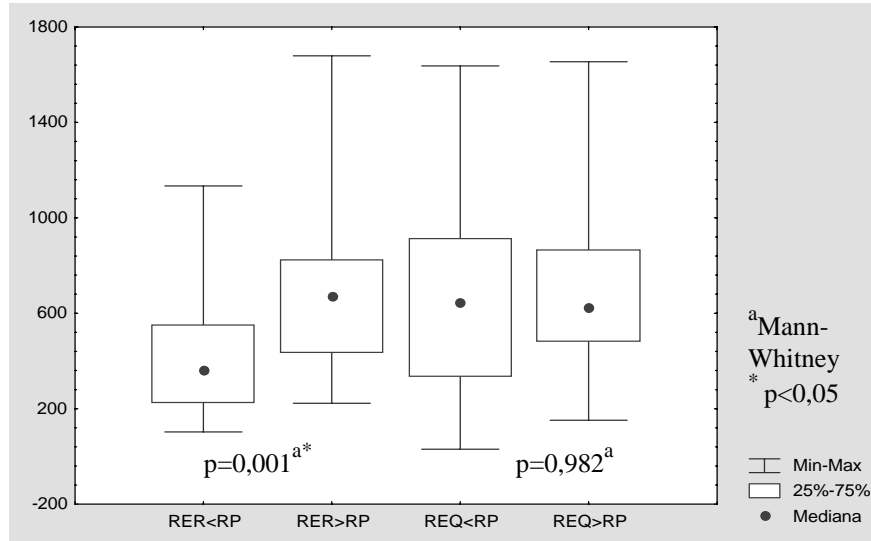 1800
1400
1000
600
200
-200
p=0,001a*
p=0,982a
RER<RP
RER>RP
REQ<RP
REQ>RP
aMann-
Whitney
* p<0,05
Min-Max
25%-75%
Mediana